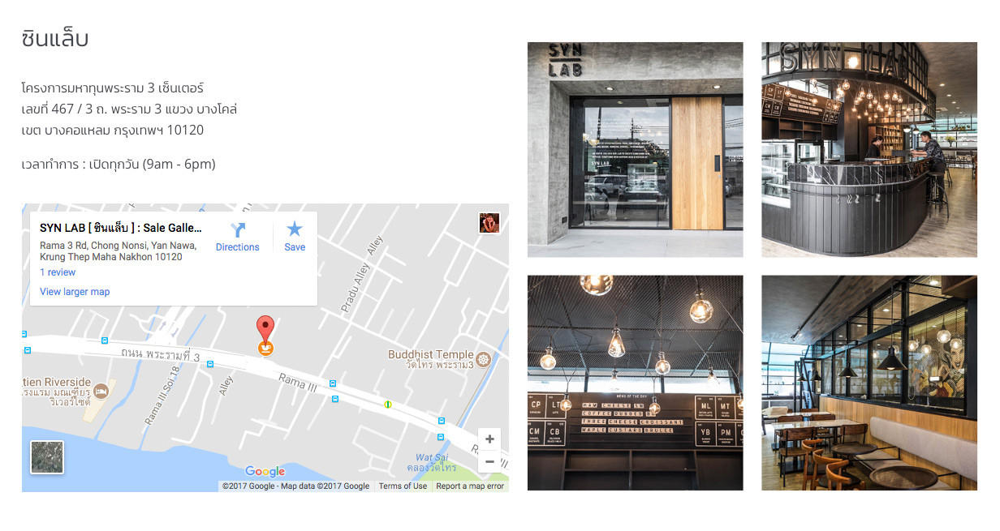 ซินแล็บ
โครงการมหาทุนพระราม 3 เซ็นเตอร์
เลขที่ 467 / 3 ถ. พระราม 3 แขวง บางโคล่
เขต บางคอแหลม กรุงเทพฯ 10120
เวลาทำการ : เปิดทุกวัน (9am - 6pm)
SYN LAB [ ซินแล็บ ] : Sale Galle...
Rama 3 Rd, Chong Nonsi, Yan Nawa,
Krung Thep Maha Nakhon 10120
1 review
View larger map
Directions
Save
Pradu Alley
Alley
ถนน พระรามที่ 3
Rama III
Rama III Soi 18
Alley
Buddhist Temple
วัดไทร พระราม3
tien Riverside
โรงแรม มณเฑียร
ริเวอร์ไซด์
Wat Sai
คลองวัดไทร
Google
©2017 Google - Map data ©2017 Google
Terms of Use
Report a map error
SYN
LAB
SYN LAB
SYN LAB
CP
LT
CM
CB
MENU OF THE DAY
HAM CHEESE SW
COFFEE DUBBED BY
THREE CHEESE CROISSANT
MAPLE CUSTARD BRULLE
ML
MT
YB
PM